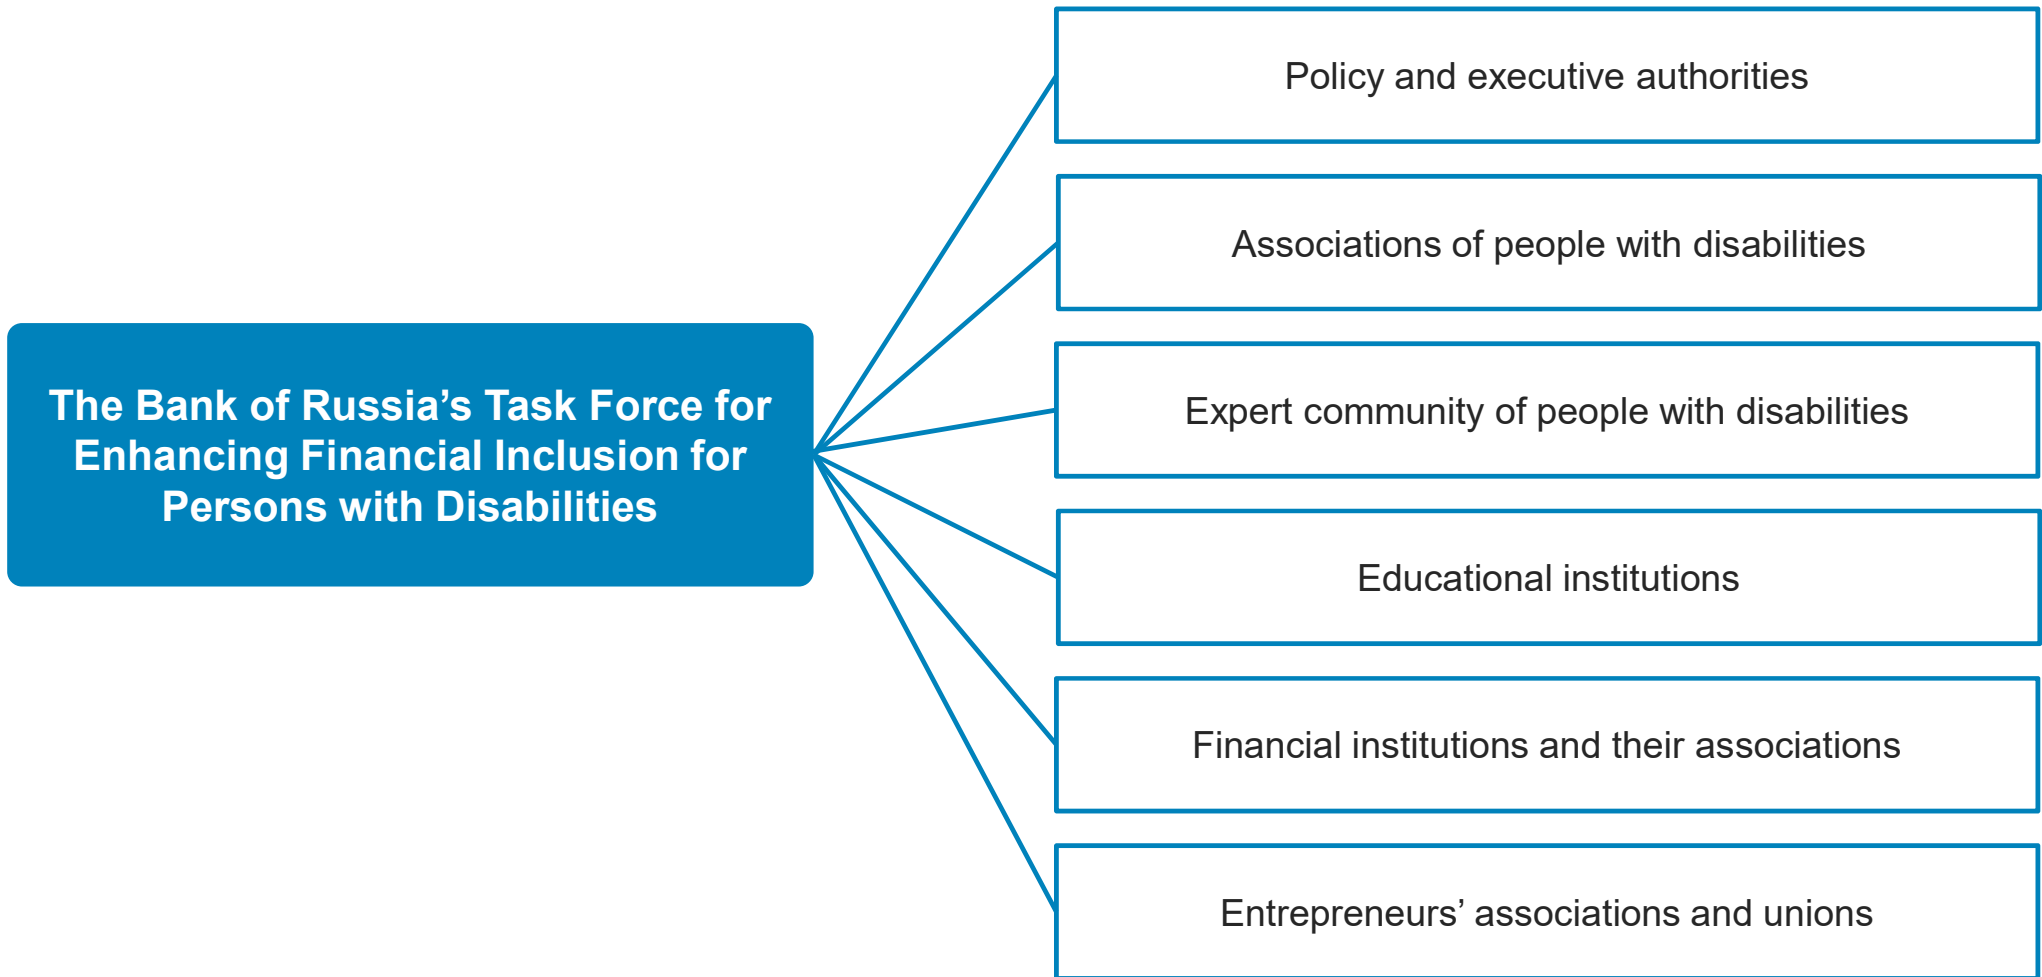 The Bank of Russia’s Task Force for
Enhancing Financial Inclusion for
Persons with Disabilities
Policy and executive authorities
Associations of people with disabilities
Expert community of people with disabilities
Educational institutions
Financial institutions and their associations
Entrepreneurs’ associations and unions